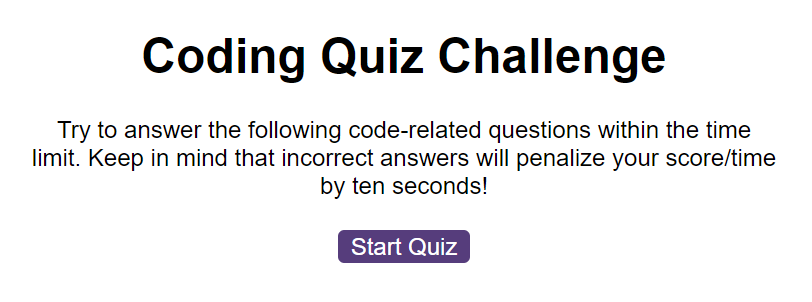 Coding Quiz Challenge
Try to answer the following code-related questions within the time
limit. Keep in mind that incorrect answers will penalize your score/time
by ten seconds!
Start Quiz